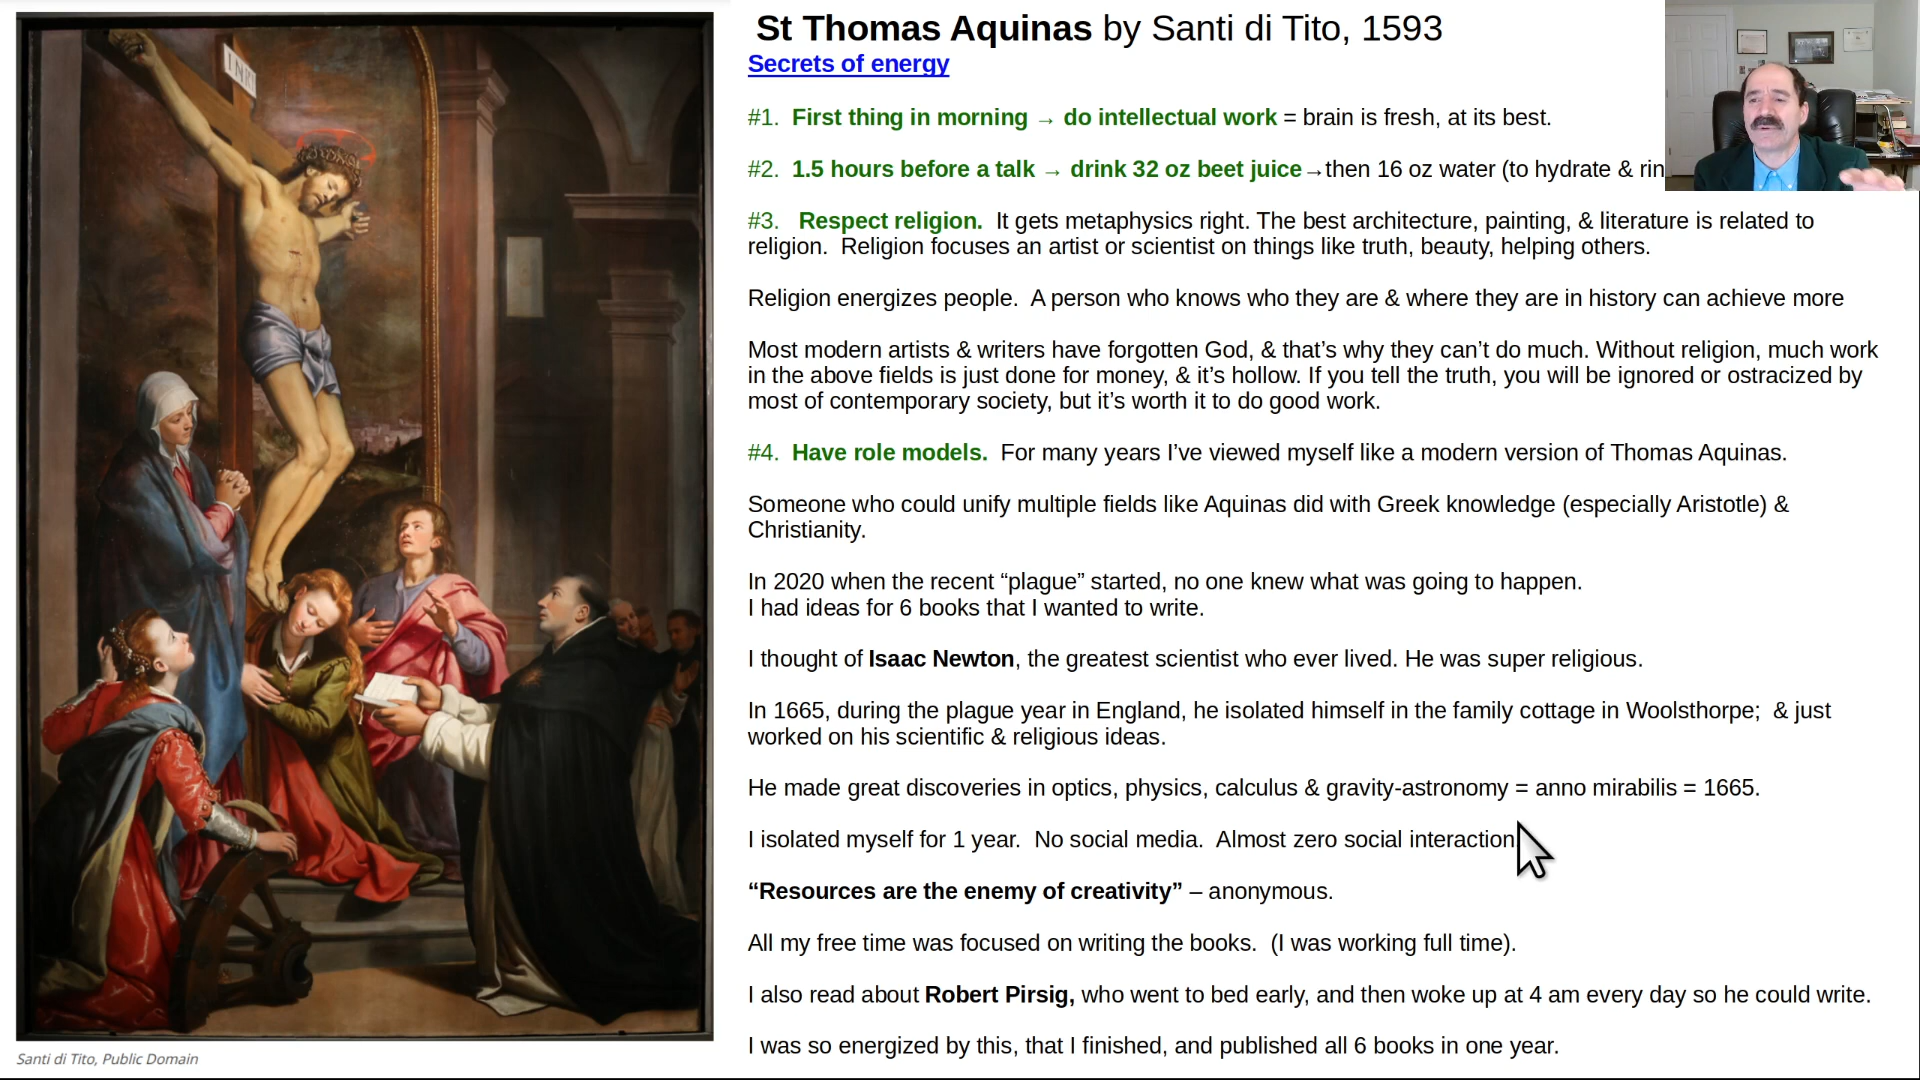 St Thomas Aquinas by Santi di Tito, 1593
Secrets of energy
#1. First thing in morning → do intellectual work = brain is fresh, at its best.
#2. 1.5 hours before a talk → drink 32 oz beet juice→then 16 oz water (to hydrate & rin
#3. Respect religion. It gets metaphysics right. The best architecture, painting, & literature is related to
religion. Religion focuses an artist or scientist on things like truth, beauty, helping others.
Religion energizes people. A person who knows who they are & where they are in history can achieve more
Most modern artists & writers have forgotten God, & that’s why they can’t do much. Without religion, much work
in the above fields is just done for money, & it’s hollow. If you tell the truth, you will be ignored or ostracized by
most of contemporary society, but it’s worth it to do good work.
#4. Have role models. For many years I’ve viewed myself like a modern version of Thomas Aquinas.
Someone who could unify multiple fields like Aquinas did with Greek knowledge (especially Aristotle) &
Christianity.
In 2020 when the recent “plague” started, no one knew what was going to happen.
I had ideas for 6 books that I wanted to write.
I thought of Isaac Newton, the greatest scientist who ever lived. He was super religious.
In 1665, during the plague year in England, he isolated himself in the family cottage in Woolsthorpe; & just
worked on his scientific & religious ideas.
He made great discoveries in optics, physics, calculus & gravity-astronomy = anno mirabilis = 1665.
I isolated myself for 1 year. No social media. Almost zero social interaction
“Resources are the enemy of creativity” – anonymous.
All my free time was focused on writing the books. (I was working full time).
I also read about Robert Pirsig, who went to bed early, and then woke up at 4 am every day so he could write.
I was so energized by this, that I finished, and published all 6 books in one year.
INRI
Santi di Tito, Public Domain